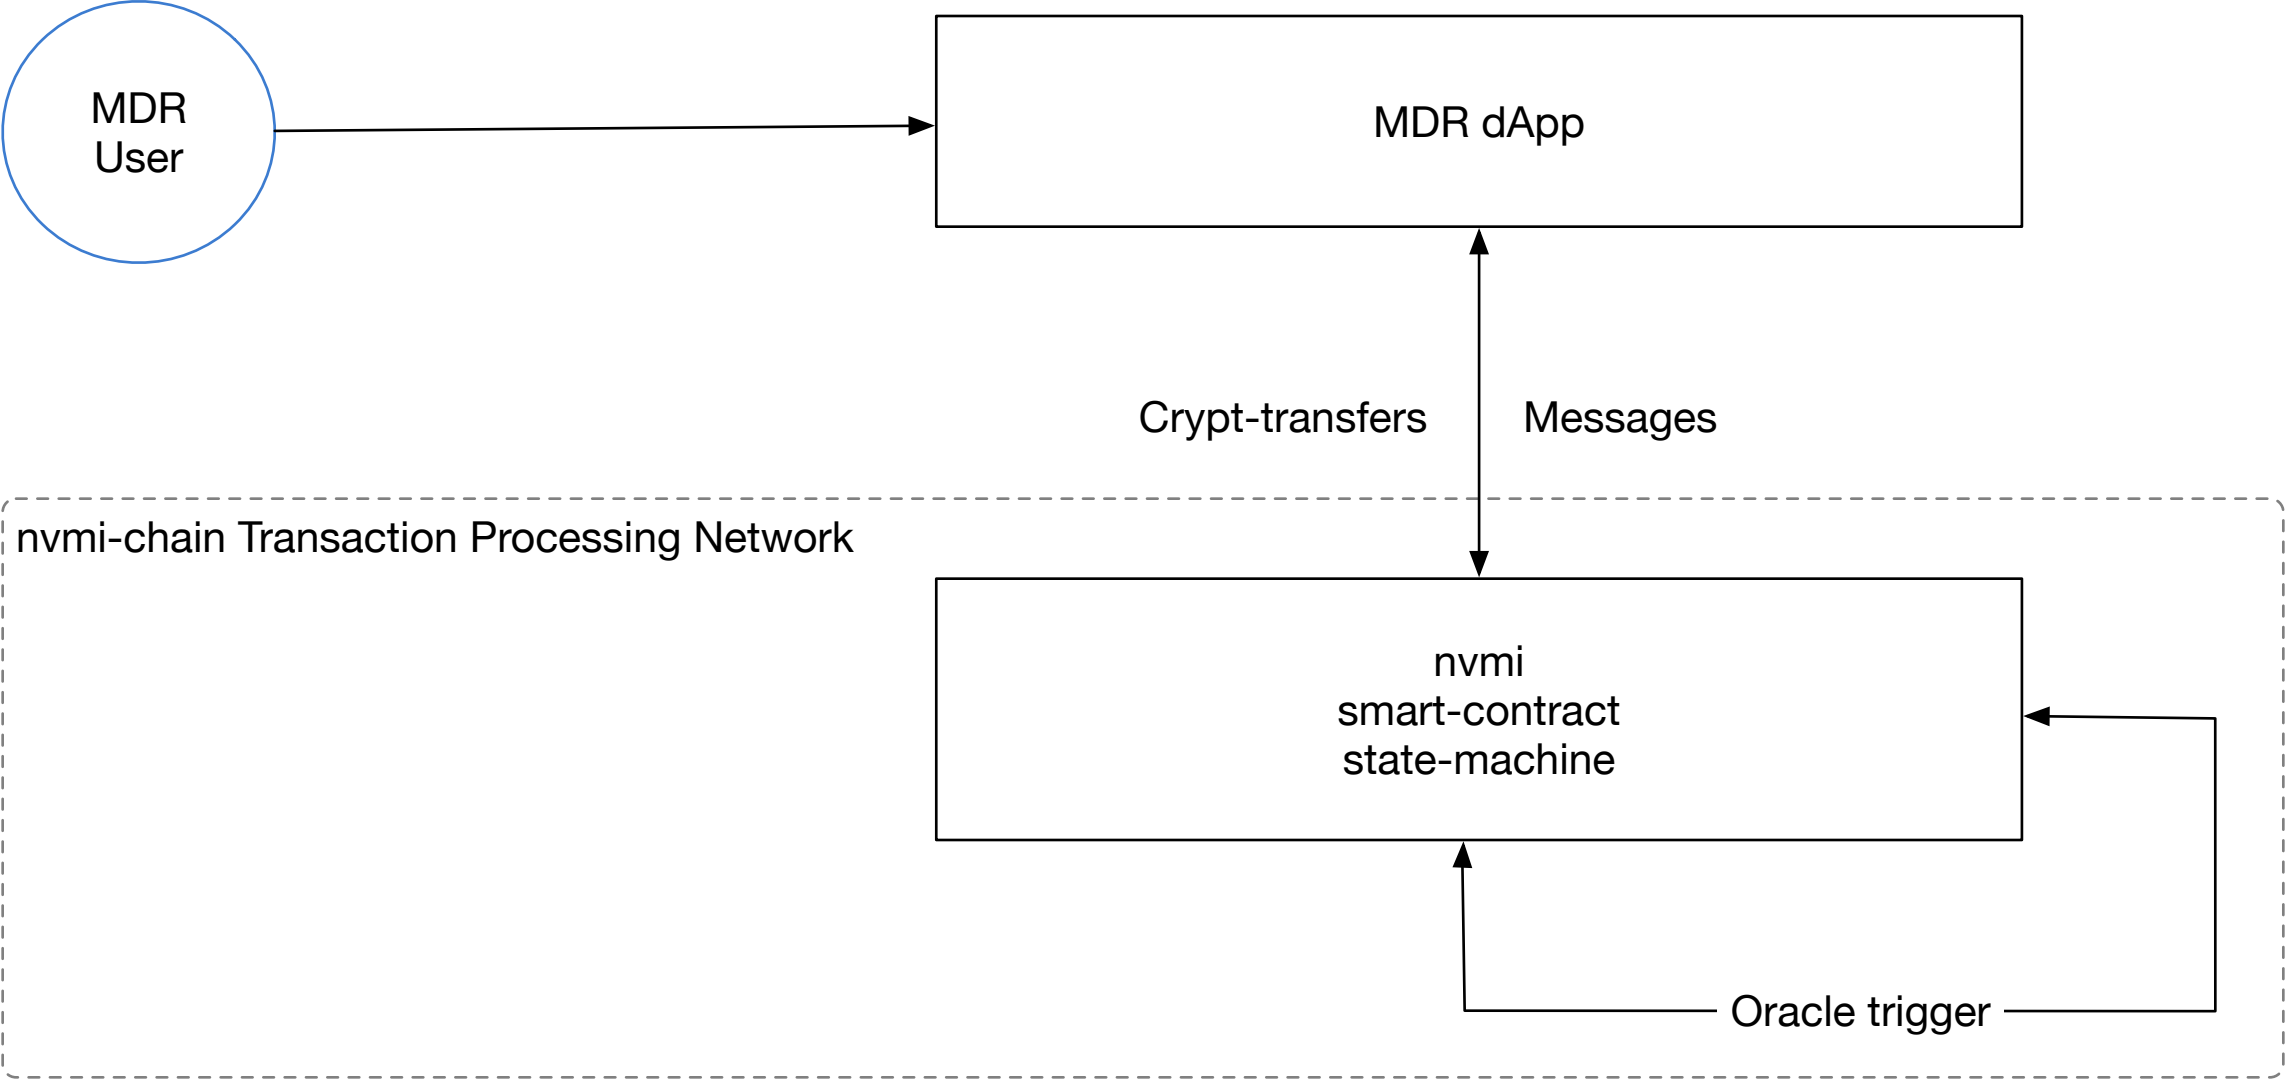 MDR
User
MDR dApp
Crypt-transfers
Messages
nvmi-chain Transaction Processing Network
nvmi
smart-contract
state-machine
Oracle trigger